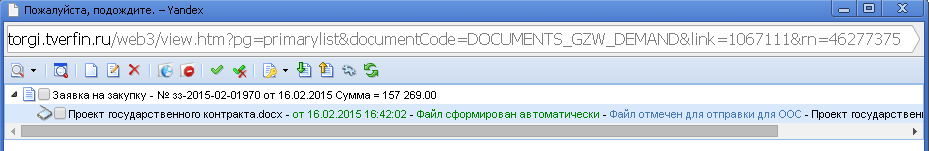 Пожалуйста, подождите. – Yandex
torgi.tverfin.ru/web3/view.htm?pg=primarylist&documentCode=DOCUMENTS_GZW_DEMAND&link=1067111&rn=46277375
Заявка на закупку - № зз-2015-02-01970 от 16.02.2015 Сумма = 157 269.00
Проект государственного контракта.docx - от 16.02.2015 16:42:02 - Файл сформирован автоматически - Файл отмечен для отправки для ООС - Проект государственн